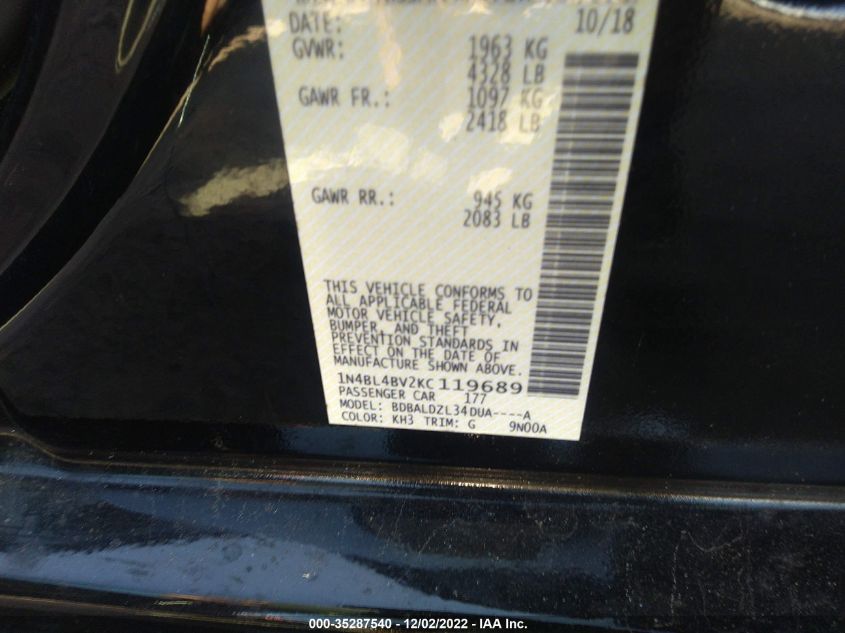 DATE: 10/18
GVWR: 1963 KG
4328 LB
GAWR FR.: 1097 KG
2418 LB
GAWR RR.: 945 KG
2083 LB
THIS VEHICLE CONFORMS TO
ALL APPLICABLE FEDERAL
MOTOR VEHICLE SAFETY,
BUMPER, AND THEFT
PREVENTION STANDARDS IN
EFFECT ON THE DATE OF
MANUFACTURE SHOWN ABOVE.
1N4BL4BV2KC119689
PASSENGER CAR 177
MODEL: BDBALDZL34DUA----A
COLOR: KH3 TRIM: G 9N00A
000-35287540 - 12/02/2022 - IAA Inc.